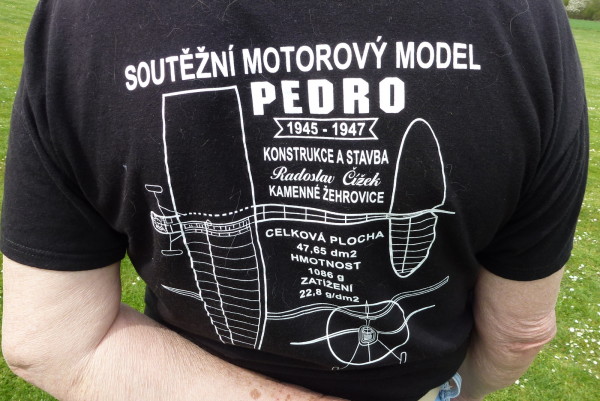 SOUTĚŽNÍ MOTOROVÝ MODEL
PEDRO
1945 - 1947
KONSTRUKCE A STAVBA
Radoslav Čížek
KAMENNÉ ŽEHROVICE
CELKOVÁ PLOCHA
47,65 dm2
HMOTNOST
1086 g
ZATÍŽENÍ
22,8 g/dm2